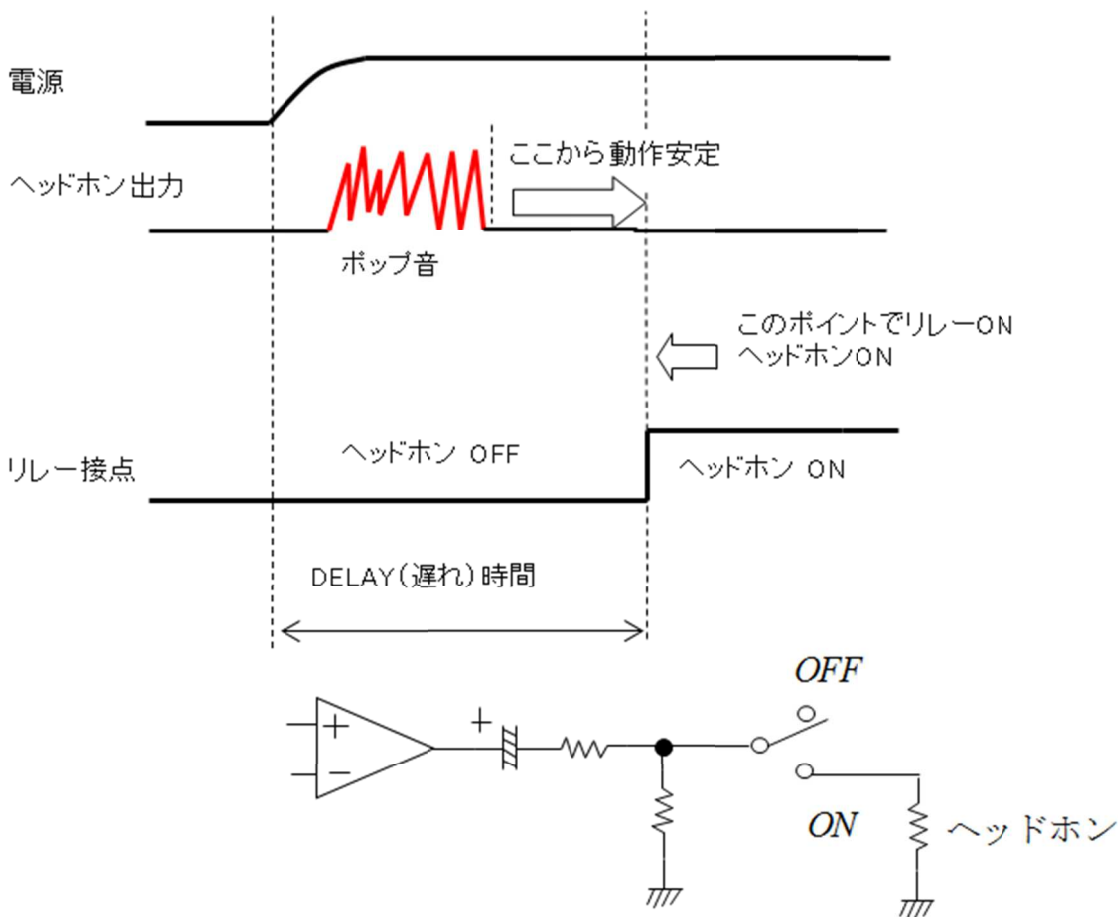 電源
ヘッドホン出力
ここから動作安定
ポップ音
このポイントでリレーON
ヘッドホンON
リレー接点
ヘッドホン OFF
ヘッドホン ON
DELAY(遅れ)時間
OFF
+
+
−
ON
ヘッドホン